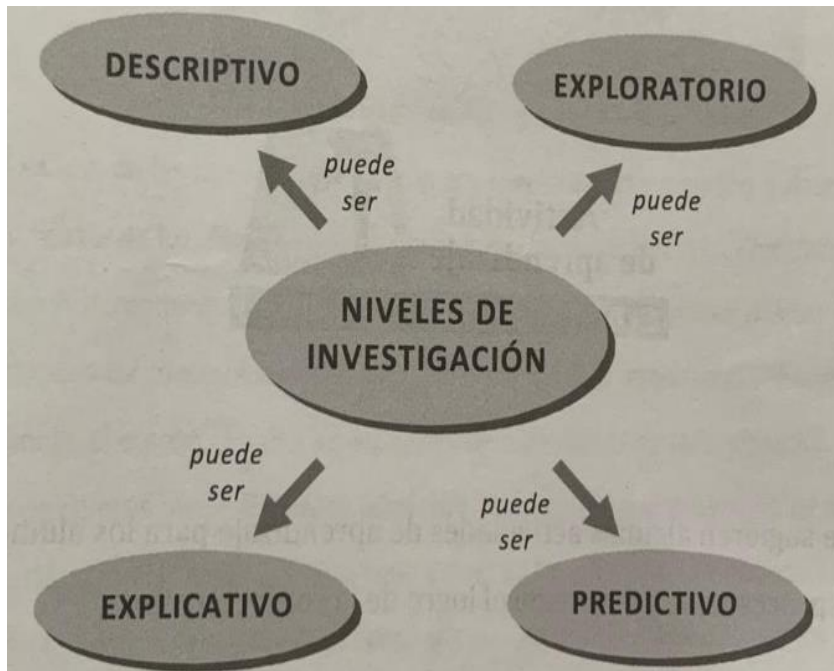 DESCRIPTIVO
EXPLORATORIO
puede
ser
puede
ser
NIVELES DE
INVESTIGACIÓN
puede
ser
puede
ser
EXPLICATIVO
PREDICTIVO